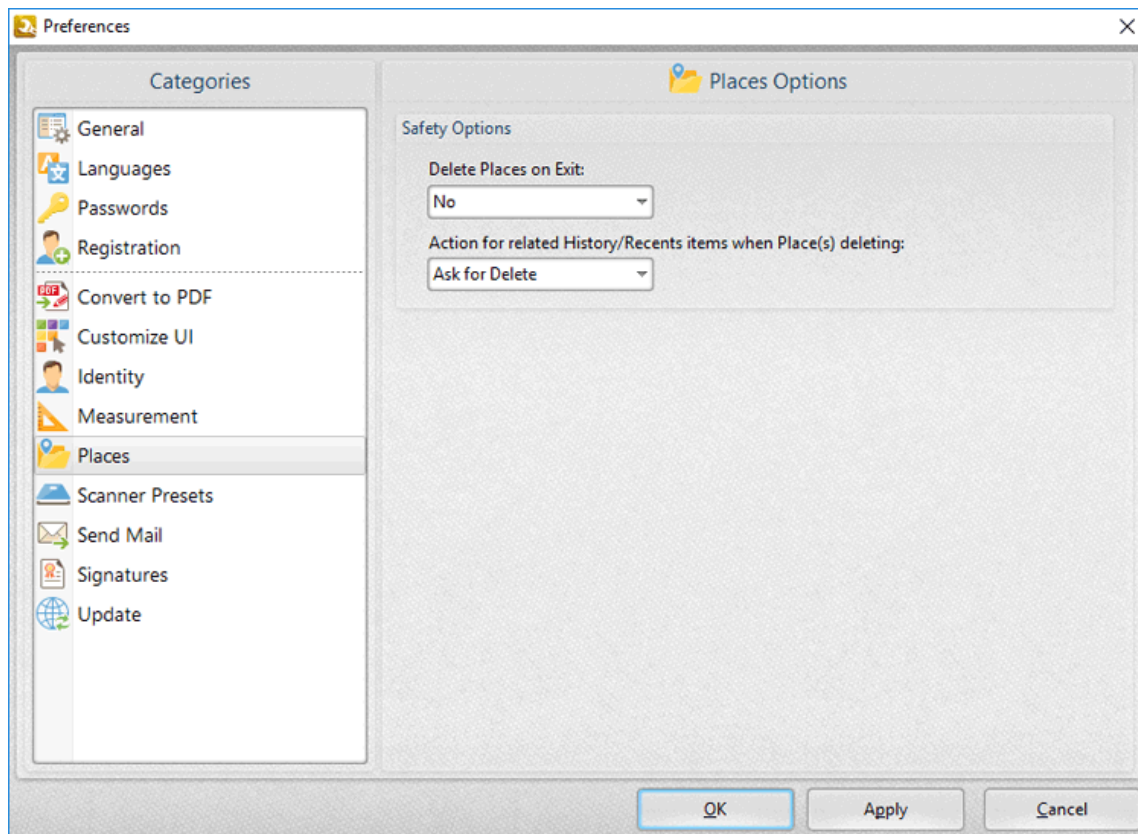 Preferences
Categories
General
Languages
Passwords
Registration
Convert to PDF
Customize UI
Identity
Measurement
Places
Scanner Presets
Send Mail
Signatures
Update
Places Options
Safety Options
Delete Places on Exit:
No
Action for related History/Recents items when Place(s) deleting:
Ask for Delete
OK Apply Cancel